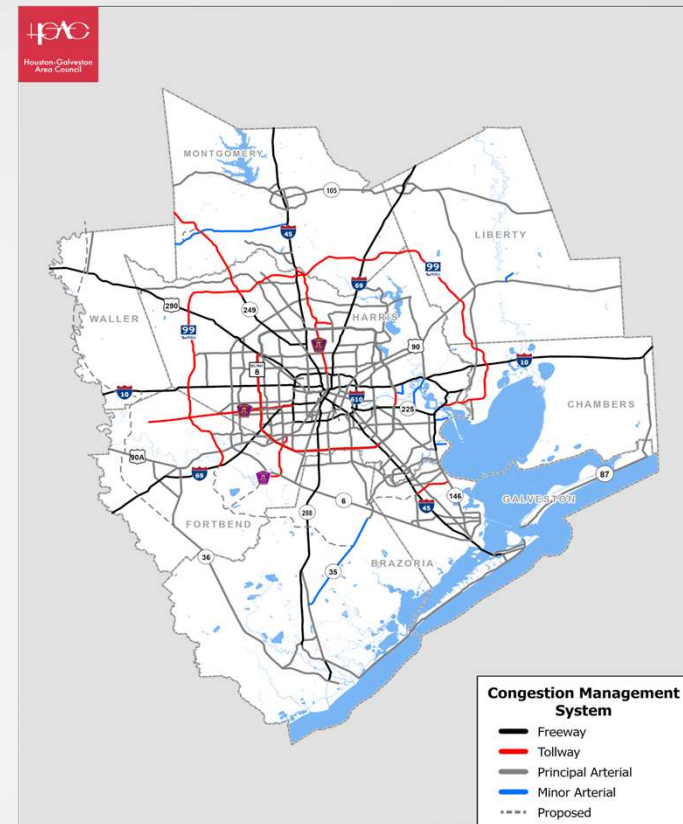 HGAC
Houston-Galveston
Area Council
MONTGOMERY
105
LIBERTY
45
99
69
290
249
HARRIS
WALLER
99
90
8
10
10
610
225
CHAMBERS
90A
69
6
146
87
GALVESTON
45
288
FORTBEND
36
35
BRAZORIA
Congestion Management
System
Freeway
Tollway
Principal Arterial
Minor Arterial
Proposed